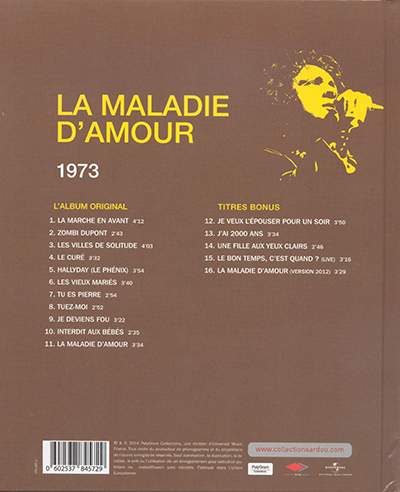 LA MALADIE
D'AMOUR
1973
L'ALBUM ORIGINAL
1. LA MARCHE EN AVANT 4'12
2. ZOMBI DUPONT 2'43
3. LES VILLES DE SOLITUDE 4'03
4. LE CURÉ 3'32
5. HALLYDAY (LE PHÉNIX) 3'54
6. LES VIEUX MARIÉS 3'40
7. TU ES PIERRE 2'54
8. TUEZ-MOI 2'52
9. JE DEVIENS FOU 3'22
10. INTERDIT AUX BÉBÉS 2'35
11. LA MALADIE D'AMOUR 3'34
TITRES BONUS
12. JE VEUX L'ÉPOUSER POUR UN SOIR 3'50
13. J'AI 2000 ANS 3'34
14. UNE FILLE AUX YEUX CLAIRS 3'46
15. LE BON TEMPS, C'EST QUAND ? (LIVE) 3'16
16. LA MALADIE D'AMOUR (VERSION 2012) 3'29
0 602537 845729
www.collectionsardou.com
PolyGram
UNIVERSAL